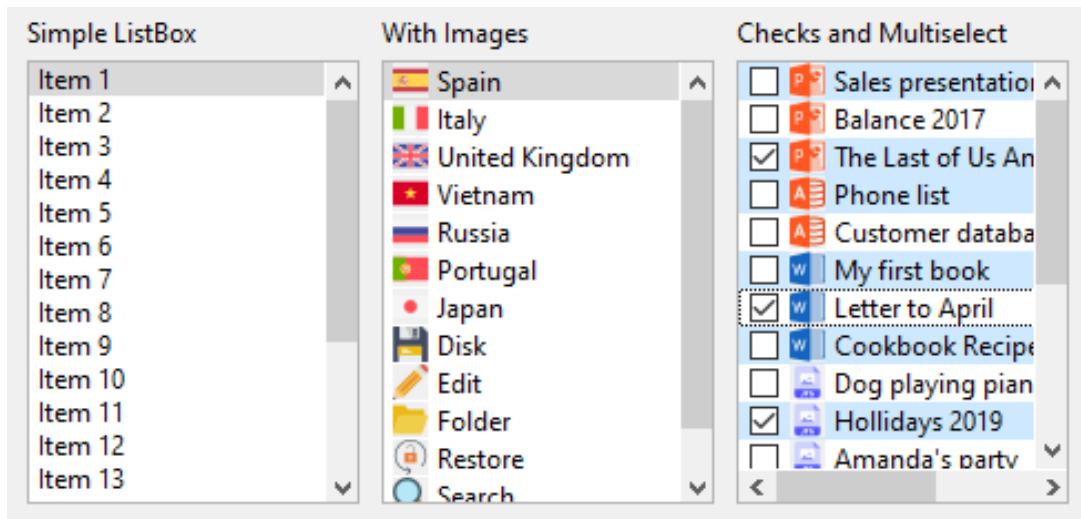 Simple ListBox
Item 1
Item 2
Item 3
Item 4
Item 5
Item 6
Item 7
Item 8
Item 9
Item 10
Item 11
Item 12
Item 13
With Images
Spain
Italy
United Kingdom
Vietnam
Russia
Portugal
Japan
Disk
Edit
Folder
Restore
Search
Checks and Multiselect
Sales presentation
Balance 2017
The Last of Us An
Phone list
Customer databa
My first book
Letter to April
Cookbook Recipe
Dog playing pian
Hollidays 2019
Amanda's party